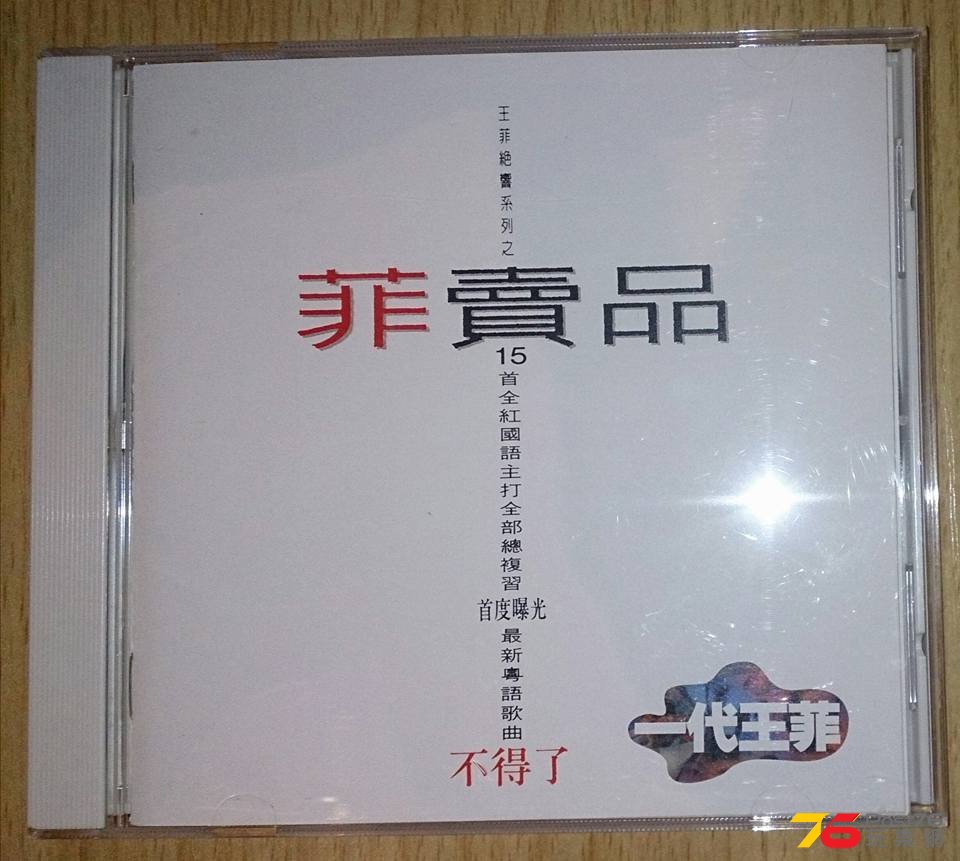 王菲絕響系列之
菲賣品
15
首全紅國語主打全部總複習
首度曝光
最新粵語歌曲
不得了
一代王菲
76